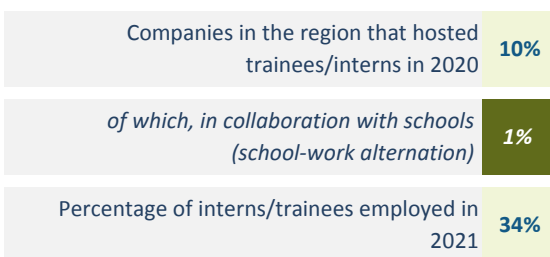 Companies in the region that hosted
trainees/interns in 2020
10%
of which, in collaboration with schools
(school-work alternation)
1%
Percentage of interns/trainees employed in
2021
34%